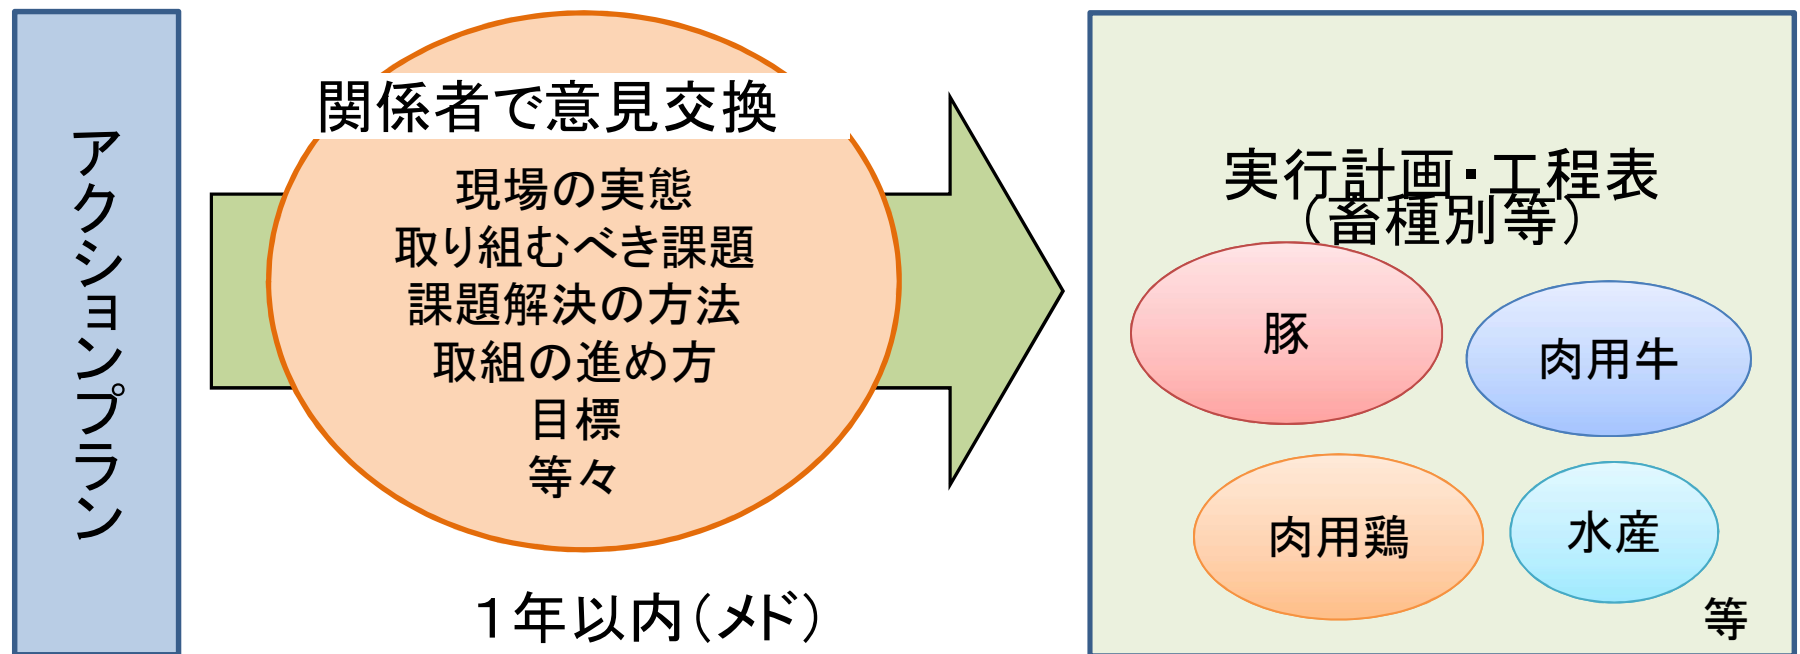 アクションプラン
関係者で意見交換
現場の実態
取り組むべき課題
課題解決の方法
取組の進め方
目標
等々
１年以内（メド）
実行計画・工程表
（畜種別等）
豚
肉用牛
肉用鶏
水産
等